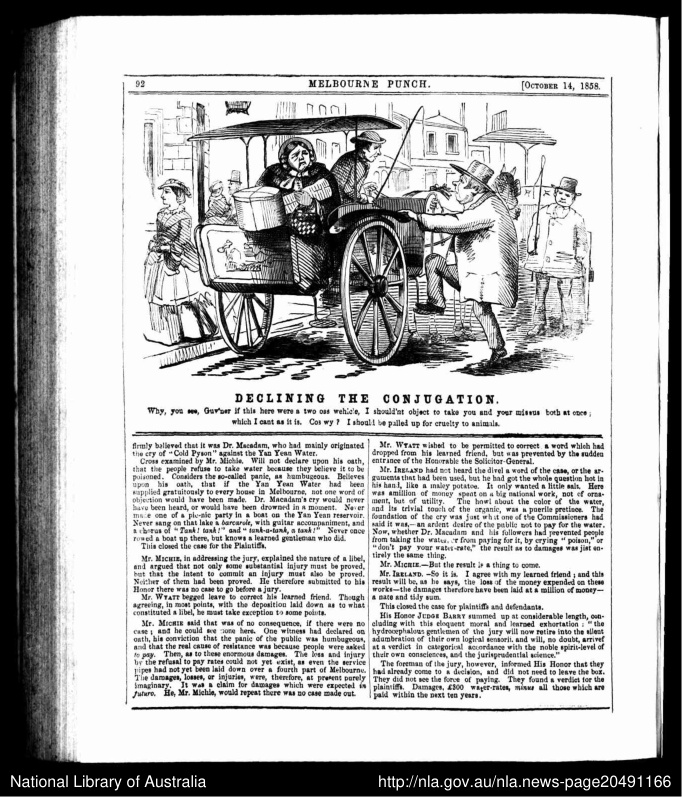 92
MELBOURNE PUNCH.
[OCTOBER 14, 1858.
DECLINING THE CONJUGATION.
Why, you see, Guv'ner if this here were a two oss wehicle, I should'nt object to take you and your missus both at once;
which I cant as it is. Cos wy? I should be pulled up for cruelty to animals.
firmly believed that it was Dr. Macadam, who had mainly originated
the cry of "Cold Pyson" against the Yan Yean Water.
Cross examined by Mr. Michie. Will not declare upon his oath,
that the people refuse to take water because they believe it to be
poisoned. Considers the so-called panic, as humbugeous. Believes
upon his oath, that if the Yan Yean Water had been
supplied gratuitously to every house in Melbourne, not one word of
objection would have been made. Dr. Macadam's cry would never
have been heard, or would have been drowned in a moment. Never
made one of a pic-nic party in a boat on the Yan Yean reservoir.
Never sang on that lake a barcarole, with guitar accompaniment, and
a chorus of "Tank! tank!" and "tank-a-tank, a tank!" Never once
rowed a boat up there, but knows a learned gentleman who did.
This closed the case for the Plaintiffs.
Mr. MICHIE, in addressing the jury, explained the nature of a libel,
and argued that not only some substantial injury must be proved,
but that the intent to commit an injury must also be proved.
Neither of them had been proved. He therefore submitted to his
Honor there was no case to go before a jury.
Mr. WYATT begged leave to correct his learned friend. Though
agreeing, in most points, with the deposition laid down as to what
constituted a libel, he must take exception to some points.
Mr. MICHIE said that was of no consequence, if there were no
case; and he could see none here. One witness had declared on
oath, his conviction that the panic of the public was humbugeous,
and that the real cause of resistance was because people were asked
to pay. Then, as to these enormous damages. The loss and injury
by the refusal to pay rates could not yet exist, as even the service
pipes had not yet been laid down over a fourth part of Melbourne.
The damages, losses, or injuries, were, therefore, at present purely
imaginary. It was a claim for damages which were expected in
futuro. He, Mr. Michie, would repeat there was no case made out.
Mr. WYATT wished to be permitted to correct a word which had
dropped from his learned friend, but was prevented by the sudden
entrance of the Honorable the Solicitor-General.
Mr. IRELAND had not heard the divel a word of the case, or the ar-
guments that had been used, but he had got the whole question hot in
his hand, like a maley potatoe. It only wanted a little salt. Here
was a million of money spent on a big national work, not of orna-
ment, but of utility. The howl about the color of the water,
and its trivial touch of the organic, was a puerile pretince. The
foundation of the cry was just what one of the Commissioners had
said it was,—an ardent desire of the public not to pay for the water.
Now, whether Dr. Macadam and his followers had prevented people
from taking the water, or from paying for it, by crying "poison," or
"don't pay your water-rate," the result as to damages was jist en-
tirely the same thing.
Mr. MICHIE.—But the result is a thing to come.
Mr. IRELAND.—So it is. I agree with my learned friend; and this
result will be, as he says, the loss of the money expended on these
works—the damages therefore have been laid at a million of money—
a nate and tidy sum.
This closed the case for plaintiffs and defendants.
His Honor JUDGE BARRY summed up at considerable length, con-
cluding with this eloquent moral and learned exhortation: "the
hydrocephalous gentlemen of the jury will now retire into the silent
adumbration of their own logical sensorii, and will, no doubt, arrive
at a verdict in categorical accordance with the noble spirit-level of
their own consciences, and the jurisprudential science."
The foreman of the jury, however, informed His Honor that they
had already come to a decision, and did not need to leave the box.
They did not see the force of paying. They found a verdict for the
plaintiffs. Damages, £300 water-rates, minus all those which are
paid within the next ten years.
National Library of Australia
http://nla.gov.au/nla.news-page20491166